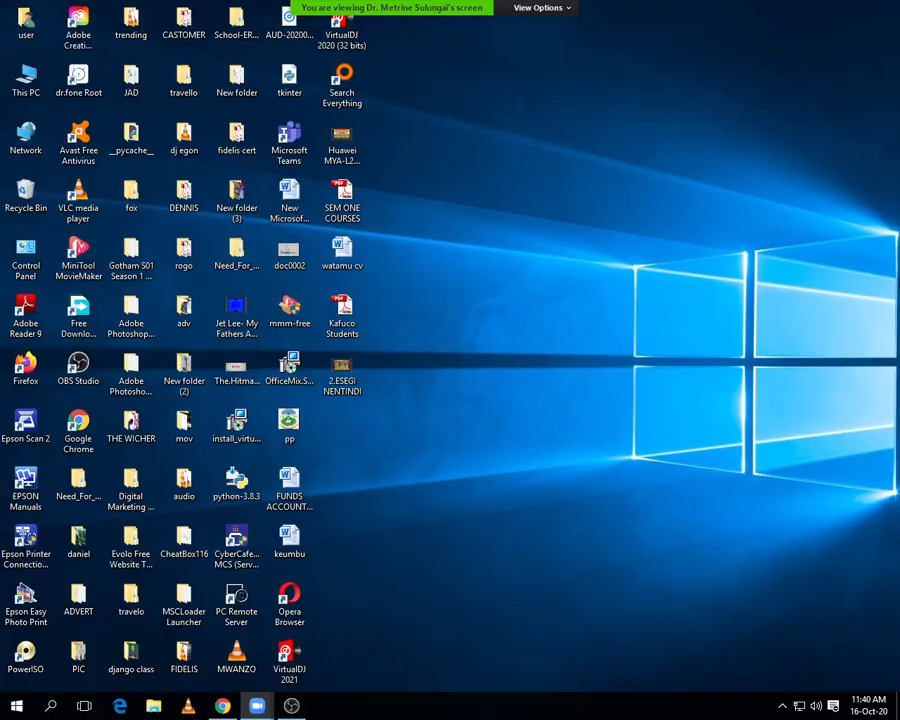 You are viewing Dr. Metrine Sulungai's screen
View Options
user
Adobe
Creati...
trending
CASTOMER
School-ER...
AUD-20200...
VirtualDJ
2020 (32 bits)
This PC
dr.fone Root
JAD
travello
New folder
tkinter
Search
Everything
Network
Avast Free
Antivirus
__pycache__
dj egon
fidelis cert
Microsoft
Teams
Huawei
MYA-L2...
Recycle Bin
VLC media
player
fox
DENNIS
New folder
(3)
New
Microsof...
SEM ONE
COURSES
Control
Panel
MiniTool
MovieMaker
Gotham S01
Season 1 ...
rogo
Need_For_...
doc0002
watamu cv
Adobe
Reader 9
Free
Downlo...
Adobe
Photoshop...
adv
Jet Lee- My
Fathers A...
mmm-free
Kafuco
Students
Firefox
OBS Studio
Adobe
Photosho...
New folder
(2)
The.Hitma...
OfficeMix.S...
2.ESEGI
NENTINDI
Epson Scan 2
Google
Chrome
THE WICHER
mov
install_virtu...
pp
EPSON
Manuals
Need_For_...
Digital
Marketing ...
audio
python-3.8.3
FUNDS
ACCOUNT...
Epson Printer
Connectio...
daniel
Evolo Free
Website T...
CheatBox116
CyberCafe...
MCS (Serv...
keumbu
Epson Easy
Photo Print
ADVERT
travelo
MSCLoader
Launcher
PC Remote
Server
Opera
Browser
PowerISO
PIC
django class
FIDELIS
MWANZO
VirtualDJ
2021
11:40 AM
16-Oct-20